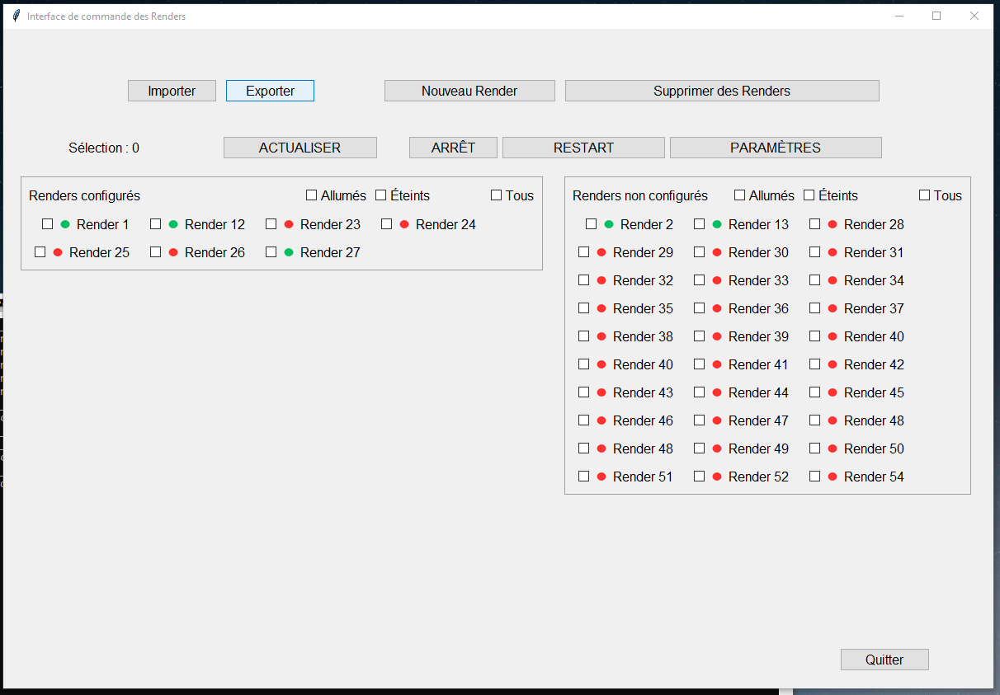 Interface de commande des Renders
Importer Exporter Nouveau Render Supprimer des Renders
Sélection : 0 ACTUALISER ARRÊT RESTART PARAMÈTRES
Renders configurés Allumés Éteints Tous
Render 1 Render 12 Render 23 Render 24
Render 25 Render 26 Render 27
Renders non configurés Allumés Éteints Tous
Render 2 Render 13 Render 28
Render 29 Render 30 Render 31
Render 32 Render 33 Render 34
Render 35 Render 36 Render 37
Render 38 Render 39 Render 40
Render 40 Render 41 Render 42
Render 43 Render 44 Render 45
Render 46 Render 47 Render 48
Render 48 Render 49 Render 50
Render 51 Render 52 Render 54
Quitter